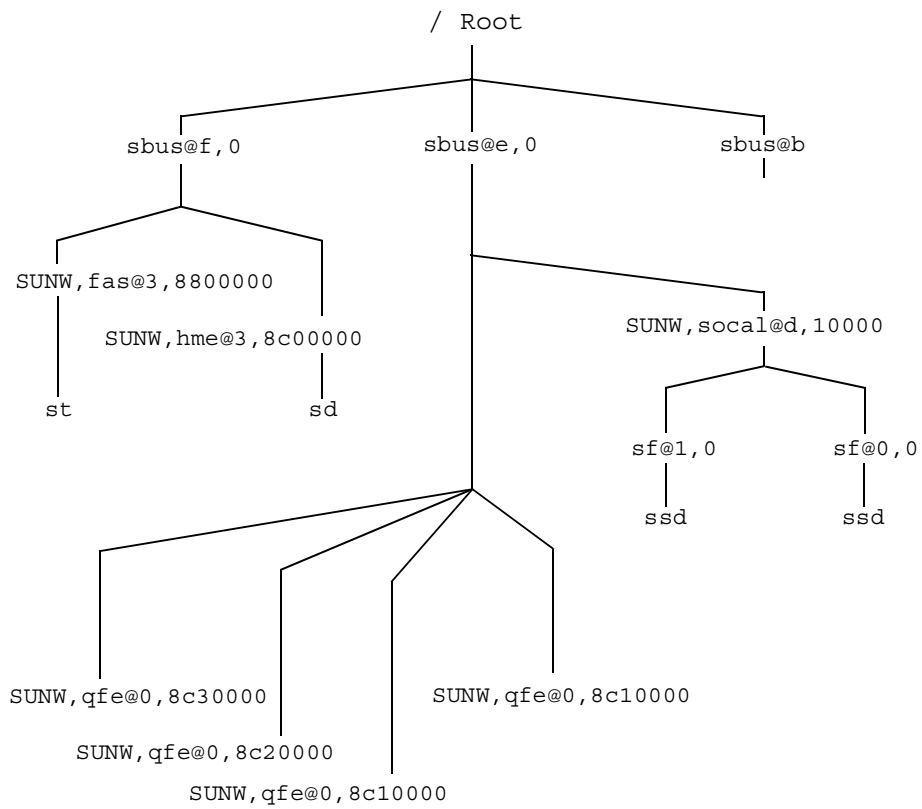 / Root
sbus@f,0
sbus@e,0
sbus@b
SUNW,fas@3,8800000
SUNW,hme@3,8c00000
SUNW,socal@d,10000
st
sd
sf@1,0
sf@0,0
ssd
ssd
SUNW,qfe@0,8c30000
SUNW,qfe@0,8c10000
SUNW,qfe@0,8c20000
SUNW,qfe@0,8c10000